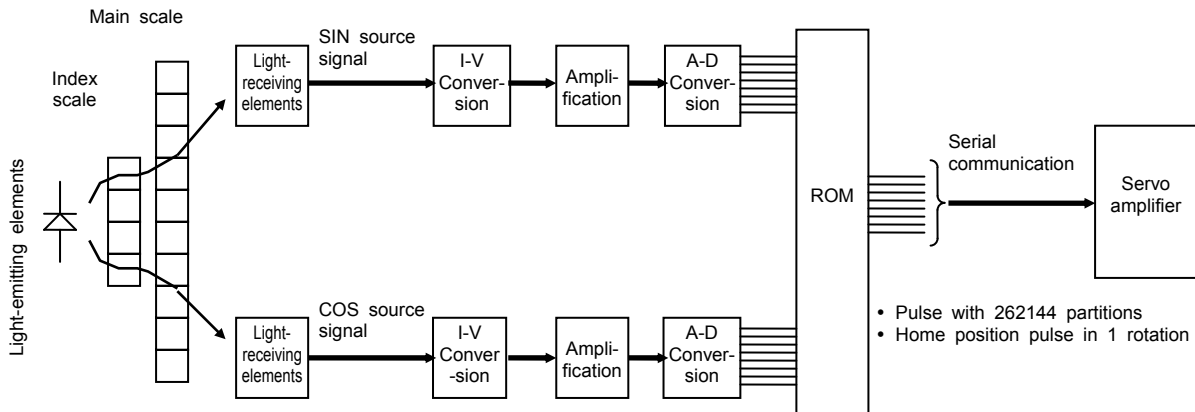 Main scale
Index
scale
Light-emitting elements
Light-
receiving
elements
SIN source
signal
I-V
Conver-
sion
Ampli-
fication
A-D
Conver-
sion
Light-
receiving
elements
COS source
signal
I-V
Conver
-sion
Ampli-
fication
A-D
Conver-
sion
ROM
Serial
communication
Servo
amplifier
• Pulse with 262144 partitions
• Home position pulse in 1 rotation